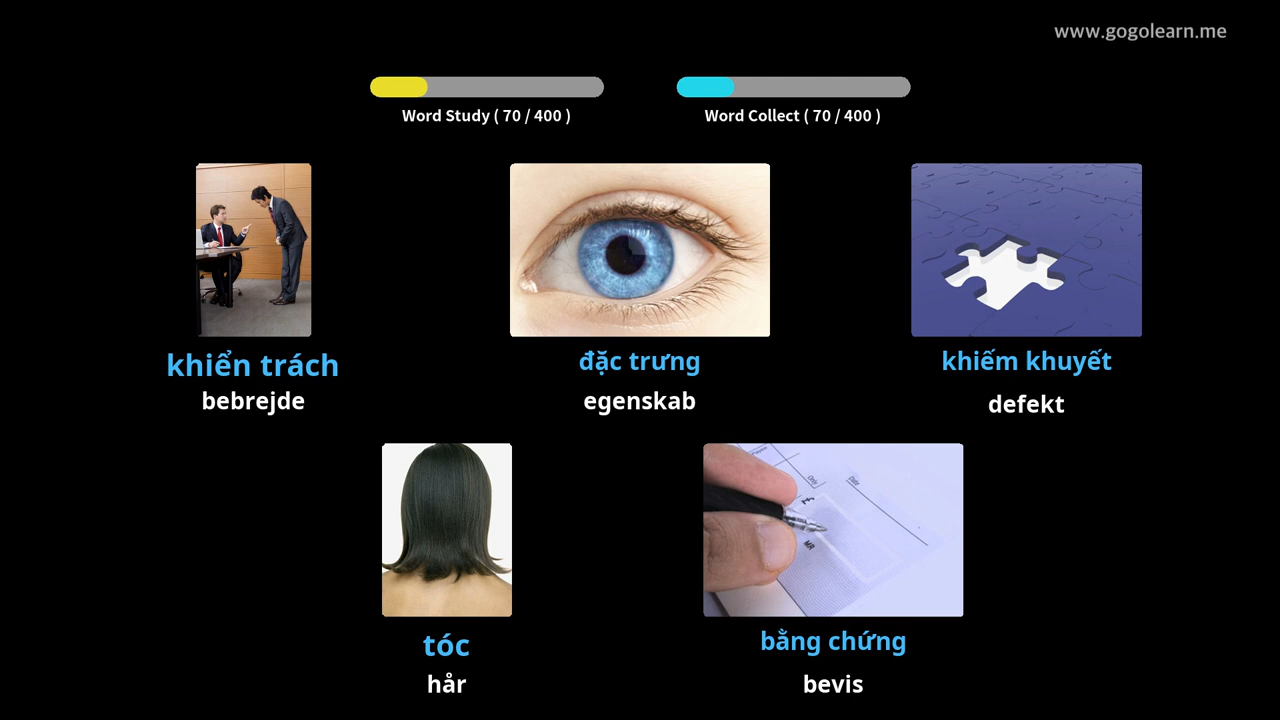 www.gogolearn.me
Word Study ( 70 / 400 )
Word Collect ( 70 / 400 )
khiển trách
bebrejde
đặc trưng
egenskab
khiếm khuyết
defekt
tóc
hår
bằng chứng
bevis